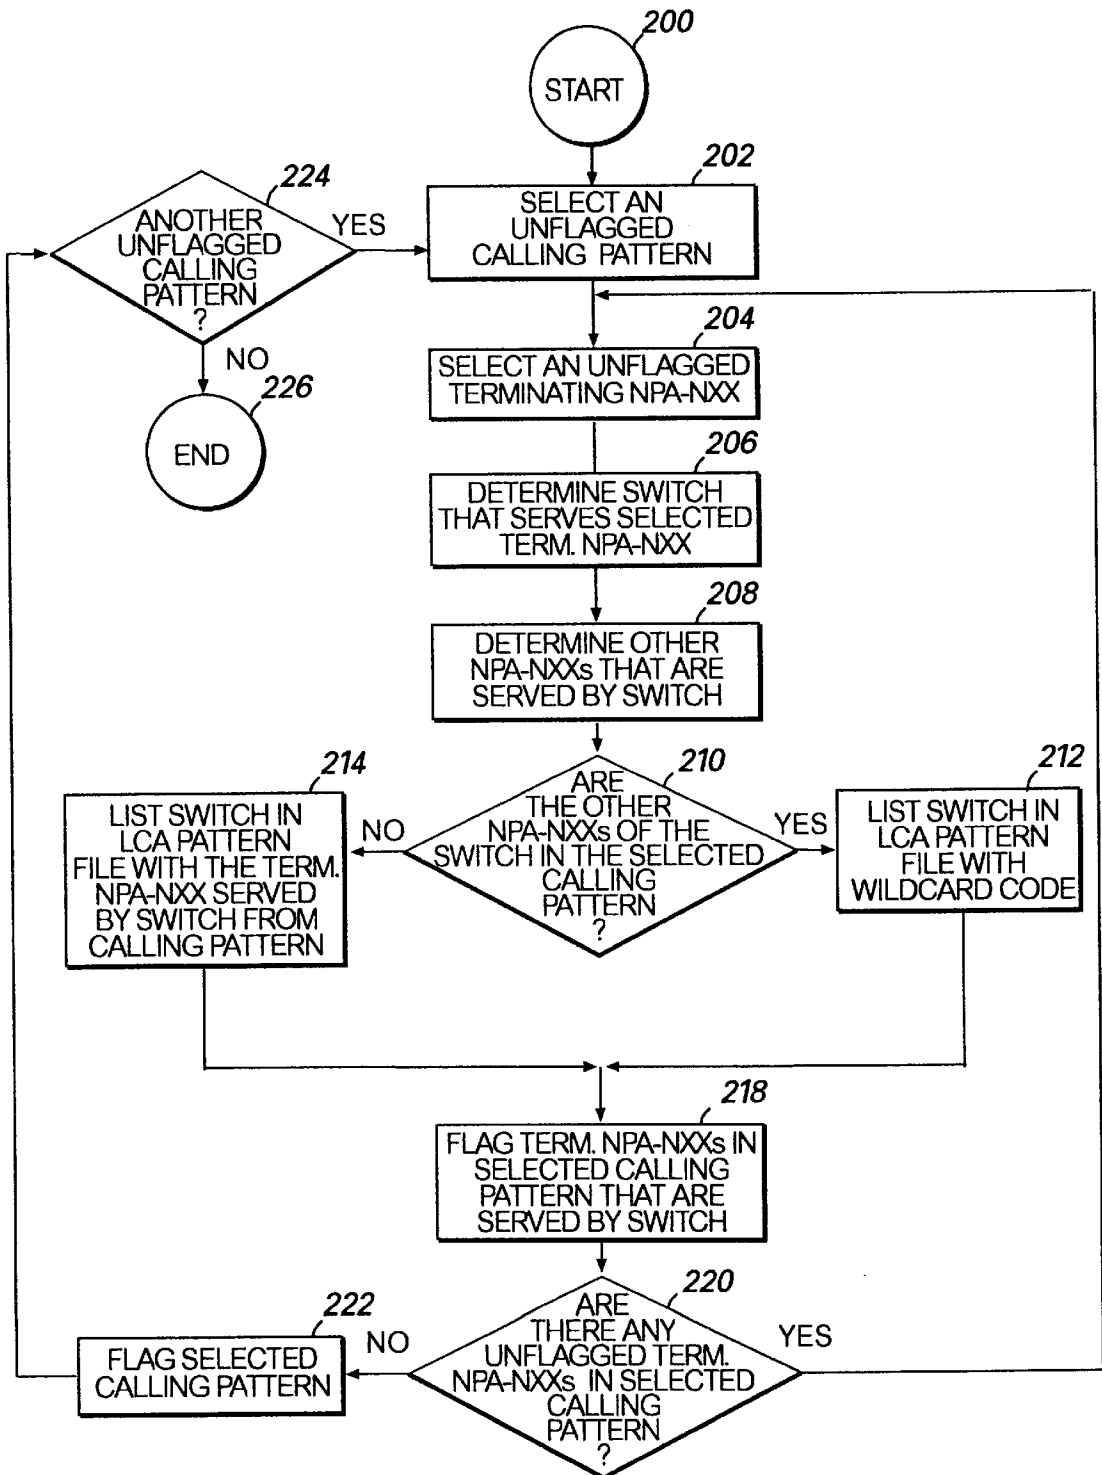 200
START
202
SELECT AN
UNFLAGGED
CALLING PATTERN
224
ANOTHER
UNFLAGGED
CALLING
PATTERN
?
YES
NO
226
END
204
SELECT AN UNFLAGGED
TERMINATING NPA-NXX
206
DETERMINE SWITCH
THAT SERVES SELECTED
TERM. NPA-NXX
208
DETERMINE OTHER
NPA-NXXs THAT ARE
SERVED BY SWITCH
210
ARE
THE OTHER
NPA-NXXs OF THE
SWITCH IN THE SELECTED
CALLING
PATTERN
?
NO
YES
214
LIST SWITCH IN
LCA PATTERN
FILE WITH THE TERM.
NPA-NXX SERVED
BY SWITCH FROM
CALLING PATTERN
212
LIST SWITCH IN
LCA PATTERN
FILE WITH
WILDCARD CODE
218
FLAG TERM. NPA-NXXs IN
SELECTED CALLING
PATTERN THAT ARE
SERVED BY SWITCH
220
ARE
THERE ANY
UNFLAGGED TERM.
NPA-NXXs IN SELECTED
CALLING
PATTERN
?
NO
YES
222
FLAG SELECTED
CALLING PATTERN